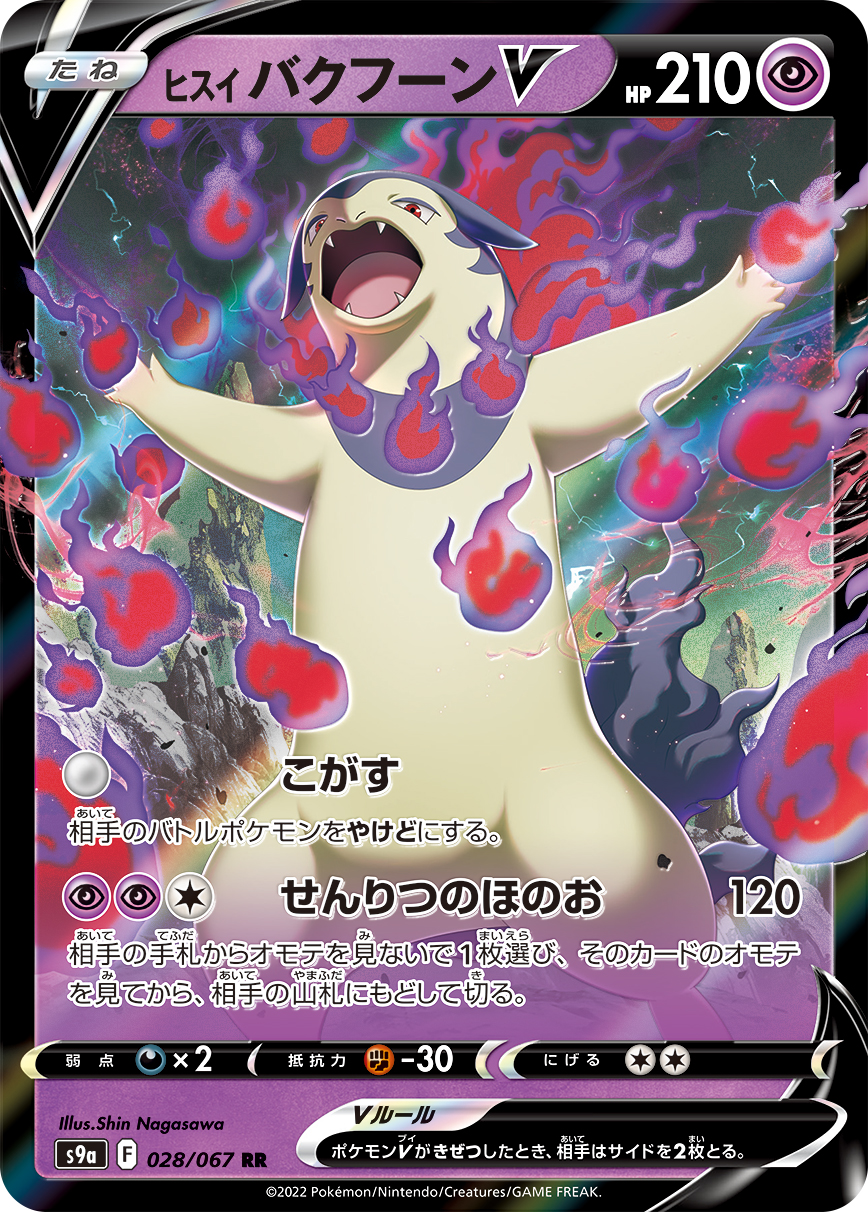 たね ヒスイ バクフーンV HP 210
こがす
相手のバトルポケモンをやけどにする。
せんりつのほのお 120
相手の手札からオモテを見ないで1枚選び、そのカードのオモテ
を見てから、相手の山札にもどして切る。
弱点 ×2 抵抗力 -30 にげる
Illus.Shin Nagasawa
Vルール
ポケモンVがきぜつしたとき、相手はサイドを2枚とる。
s9a F 028/067 RR
©2022 Pokémon/Nintendo/Creatures/GAME FREAK.